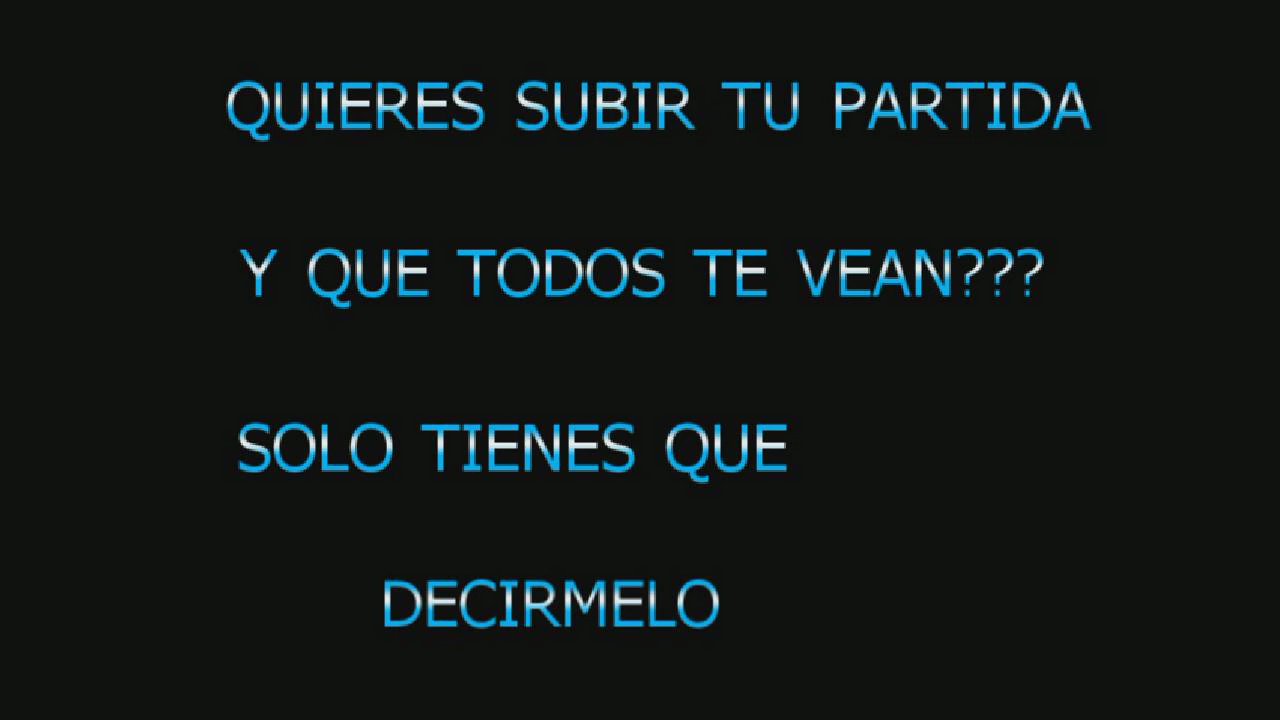 QUIERES SUBIR TU PARTIDA
Y QUE TODOS TE VEAN???
SOLO TIENES QUE
DECIRMELO